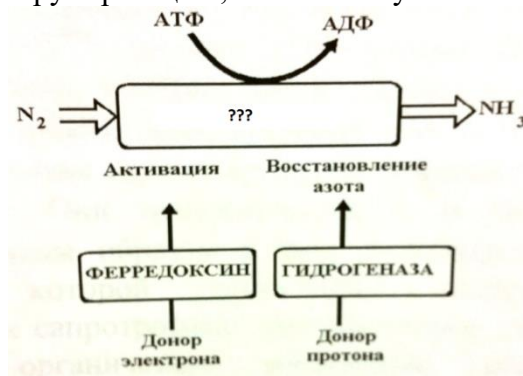 АТФ
АДФ
N2
???
NH3
Активация
Восстановление
азота
ФЕРРЕДОКСИН
ГИДРОГЕНАЗА
Донор
электрона
Донор
протона